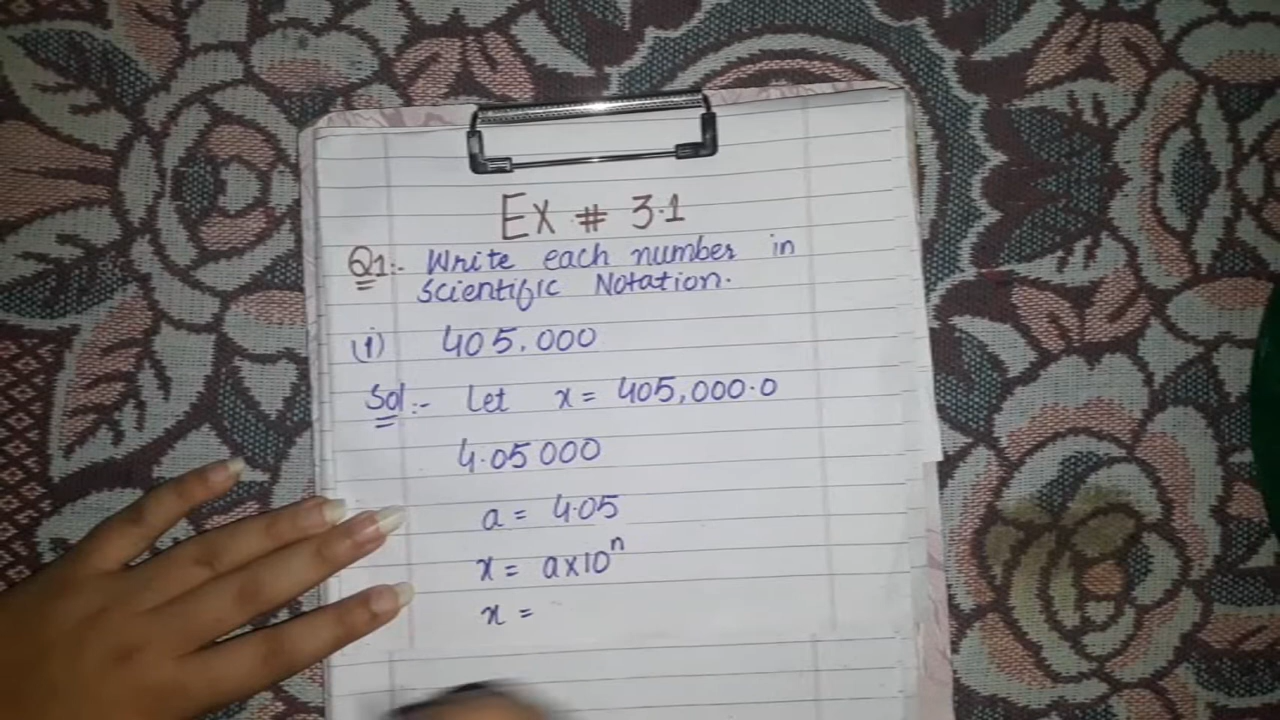 Ex # 3.1
Q1:- Write each number in
Scientific Notation.
(i) 405,000
Sol:- Let x = 405,000.0
4.05000
a = 4.05
x = a×10ⁿ
x =